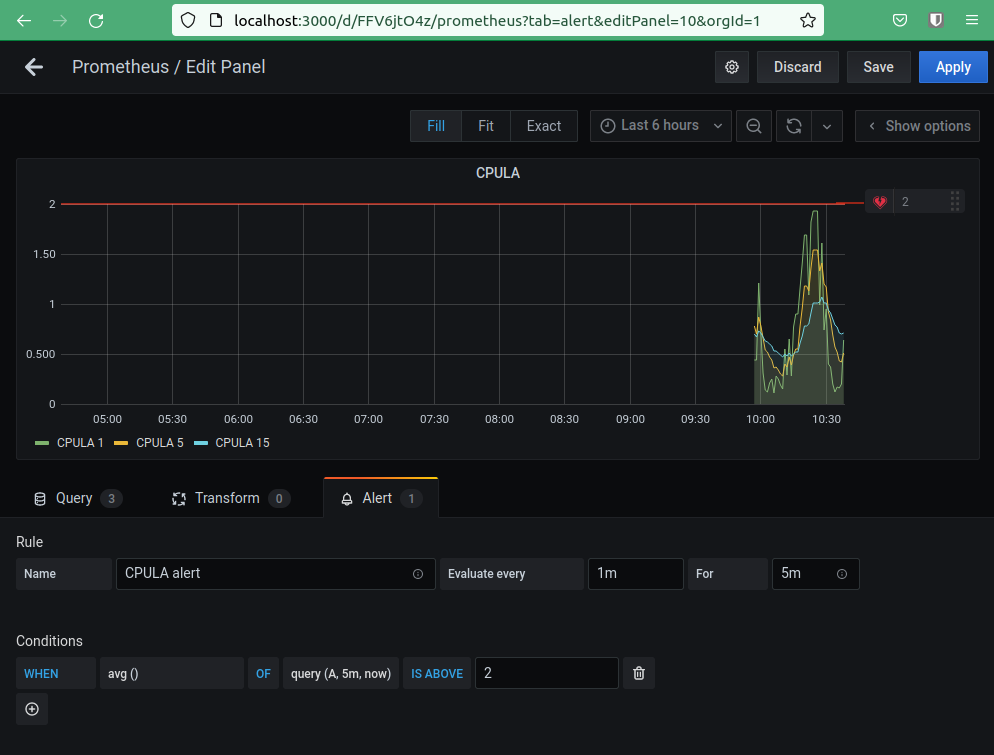 localhost:3000/d/FFV6jtO4z/prometheus?tab=alert&editPanel=10&orgId=1
Prometheus / Edit Panel Discard Save Apply
Fill Fit Exact Last 6 hours Show options
CPULA
2
2
1.50
1
0.500
0
05:00 05:30 06:00 06:30 07:00 07:30 08:00 08:30 09:00 09:30 10:00 10:30
CPULA 1 CPULA 5 CPULA 15
Query 3 Transform 0 Alert 1
Rule
Name CPULA alert Evaluate every 1m For 5m
Conditions
WHEN avg () OF query (A, 5m, now) IS ABOVE 2